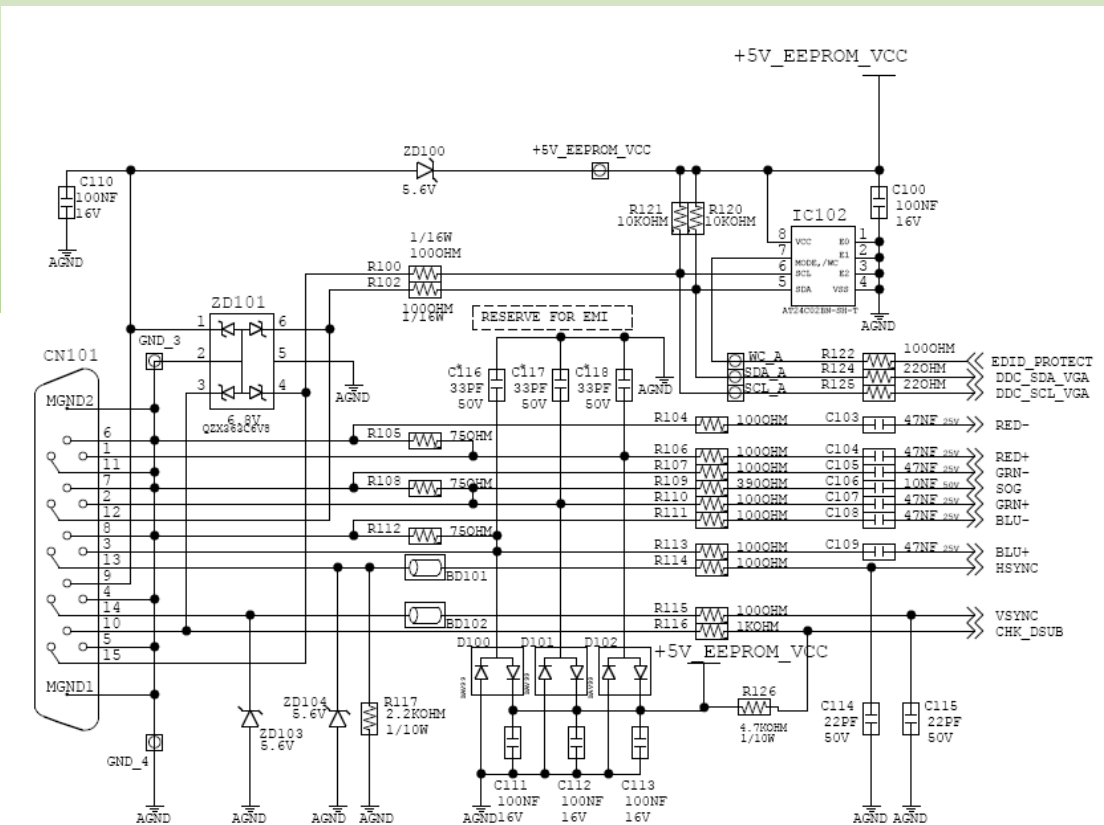 +5V_EEPROM_VCC
ZD100
5.6V
+5V_EEPROM_VCC
C110
100NF
16V
AGND
R121
10KOHM
R120
10KOHM
C100
100NF
16V
IC102
8 VCC E0 1
7 MODE,/WC E1 2
6 SCL E2 3
5 SDA VSS 4
AT24C02BN-SH-T
AGND
1/16W
100OHM
R100
R102
100OHM
1/16W
RESERVE FOR EMI
ZD101
1 6
2 5
3 4
6.8V
QZX363C6V8
AGND
GND_3
CN101
C116
33PF
50V
C117
33PF
50V
C118
33PF
50V
AGND
WC_A R122 100OHM EDID_PROTECT
SDA_A R124 22OHM DDC_SDA_VGA
SCL_A R125 22OHM DDC_SCL_VGA
MGND2
R104 100OHM C103 47NF 25V RED-
6 R105 75OHM
1 R106 100OHM C104 47NF 25V RED+
11 R107 100OHM C105 47NF 25V GRN-
7 R108 75OHM R109 390OHM C106 10NF 50V SOG
2 R110 100OHM C107 47NF 25V GRN+
12 R111 100OHM C108 47NF 25V BLU-
8 R112 75OHM
3 R113 100OHM C109 47NF 25V BLU+
13 BD101 R114 100OHM HSYNC
9
4
14 BD102 R115 100OHM VSYNC
10 R116 1KOHM CHK_DSUB
5
15
MGND1
D100
BAV99
D101
BAV99
D102
+5V_EEPROM_VCC
R126
4.7KOHM
1/10W
ZD103
5.6V
ZD104
5.6V
R117
2.2KOHM
1/10W
C114
22PF
50V
C115
22PF
50V
GND_4
C111
100NF
16V
C112
100NF
16V
C113
100NF
16V
AGND AGND AGND AGND AGND AGND AGND